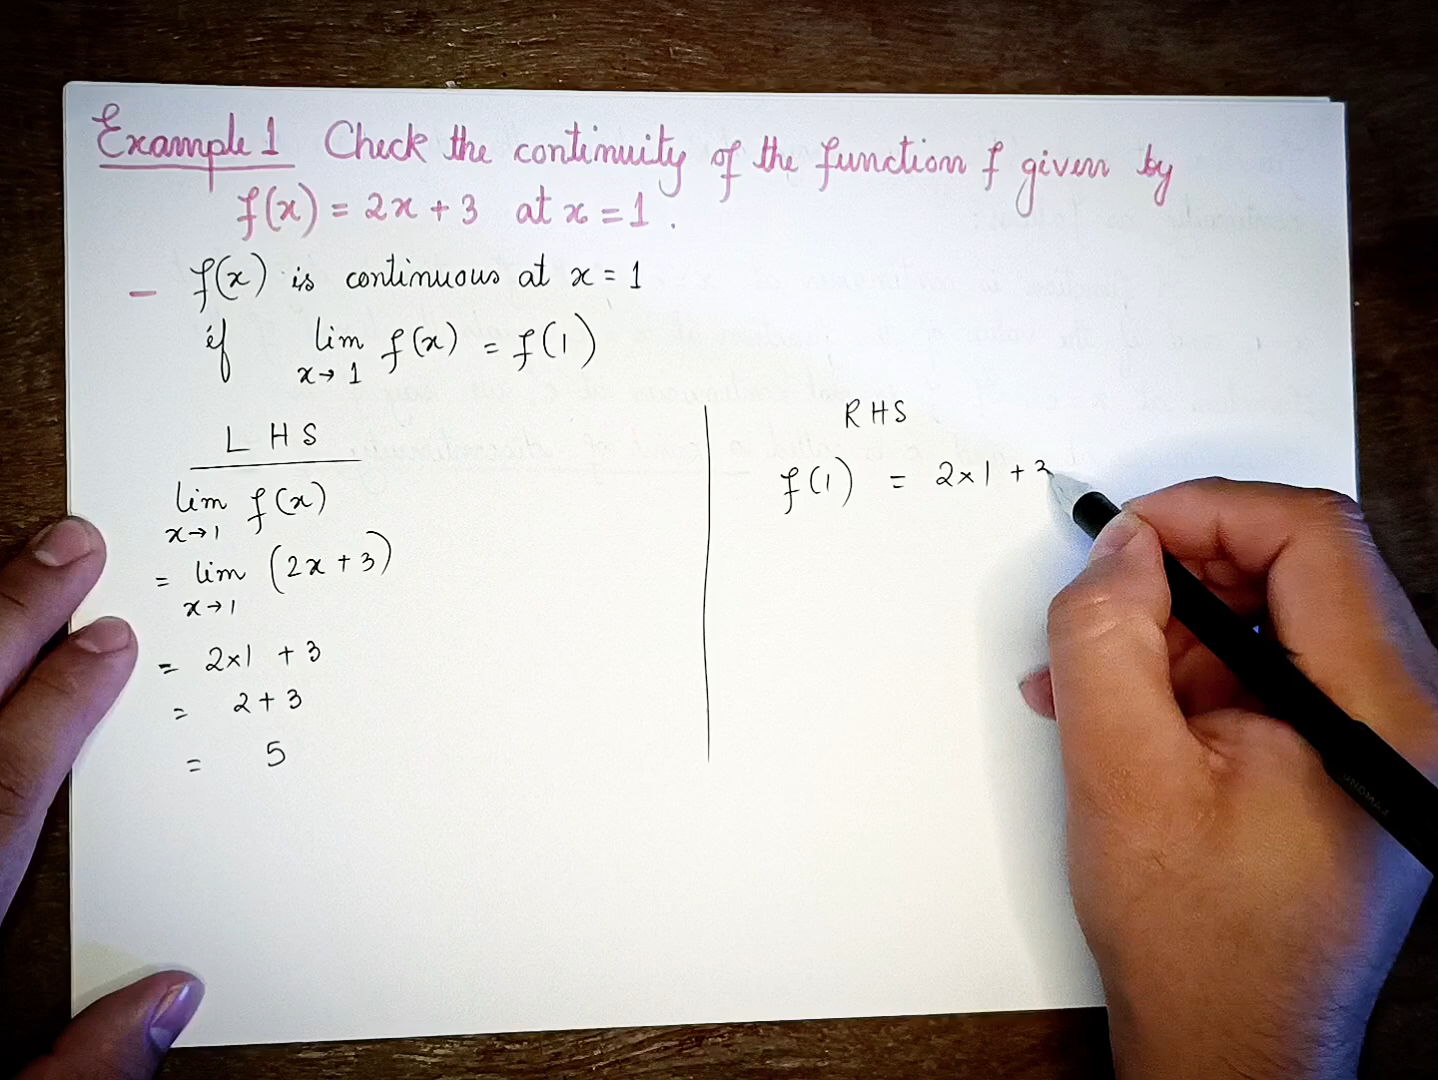 Example 1 Check the continuity of the function f given by
f(x) = 2x + 3 at x = 1.
– f(x) is continuous at x = 1
if lim f(x) = f(1)
x→1
LHS
lim f(x)
x→1
= lim (2x + 3)
x→1
= 2×1 + 3
= 2 + 3
= 5
RHS
f(1) = 2×1 + 3